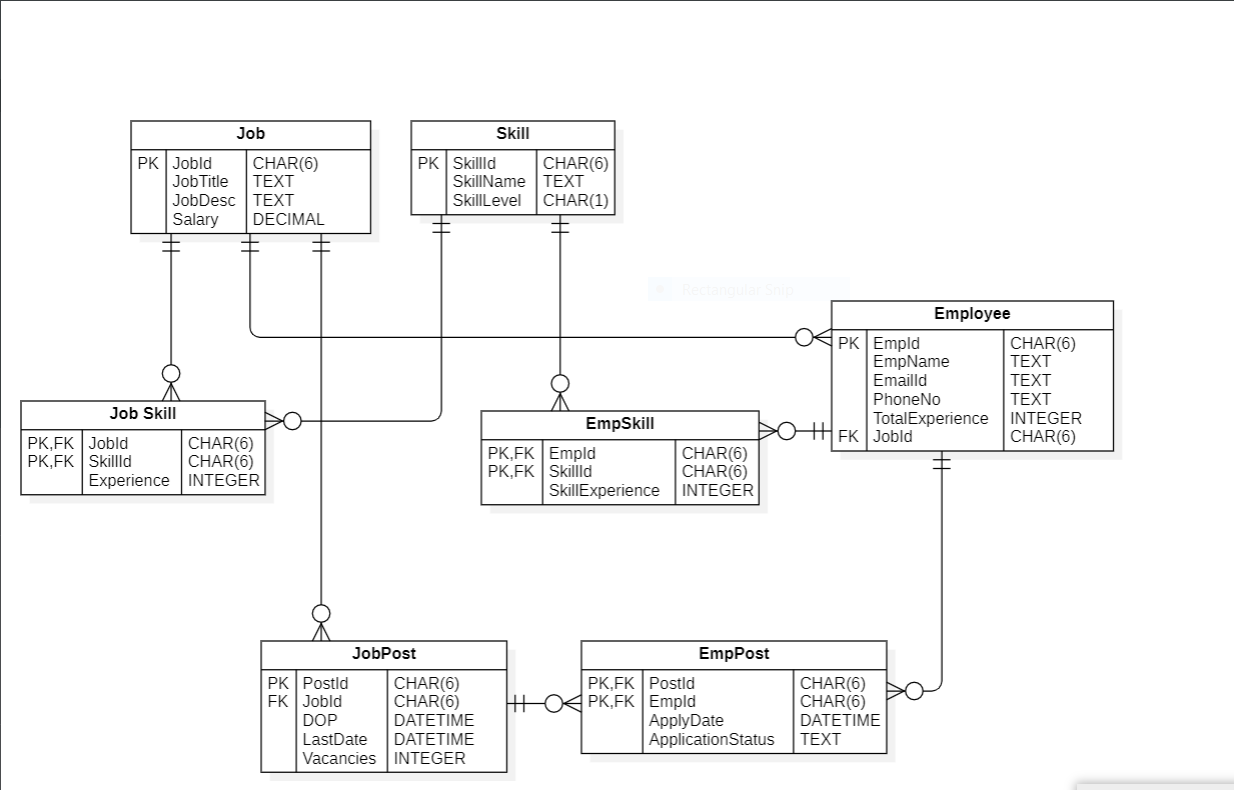 Job
PK JobId CHAR(6)
JobTitle TEXT
JobDesc TEXT
Salary DECIMAL
Skill
PK SkillId CHAR(6)
SkillName TEXT
SkillLevel CHAR(1)
Rectangular Snip
Employee
PK EmpId CHAR(6)
EmpName TEXT
EmailId TEXT
PhoneNo TEXT
TotalExperience INTEGER
FK JobId CHAR(6)
Job Skill
PK,FK JobId CHAR(6)
PK,FK SkillId CHAR(6)
Experience INTEGER
EmpSkill
PK,FK EmpId CHAR(6)
PK,FK SkillId CHAR(6)
SkillExperience INTEGER
JobPost
PK PostId CHAR(6)
FK JobId CHAR(6)
DOP DATETIME
LastDate DATETIME
Vacancies INTEGER
EmpPost
PK,FK PostId CHAR(6)
PK,FK EmpId CHAR(6)
ApplyDate DATETIME
ApplicationStatus TEXT